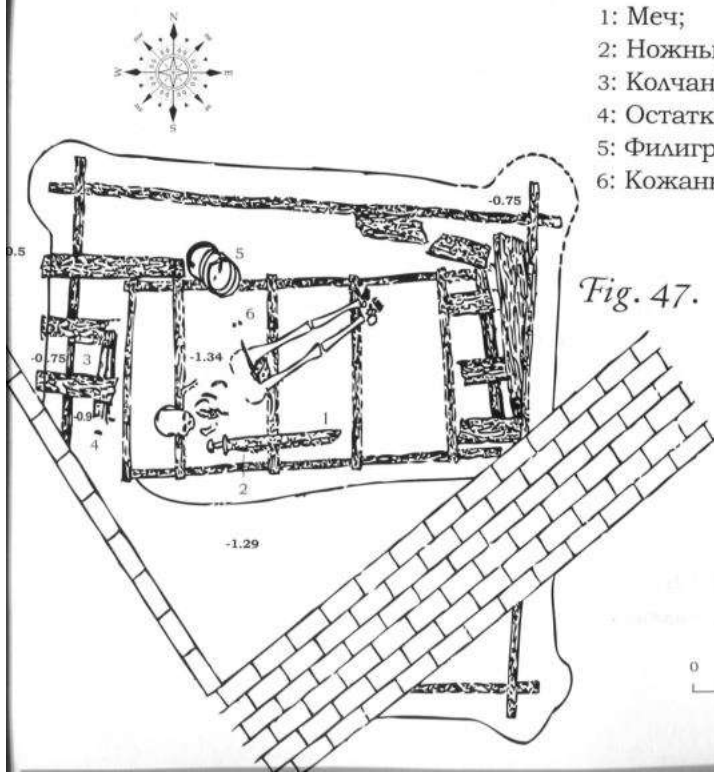 N
W
E
S
1: Меч;
2: Ножны
3: Колчан
4: Остатк
5: Филигр
6: Кожаны
Fig. 47.
-0.75
0.5
5
6
-0.75
3
-1.34
-0.9
4
1
2
-1.29
0